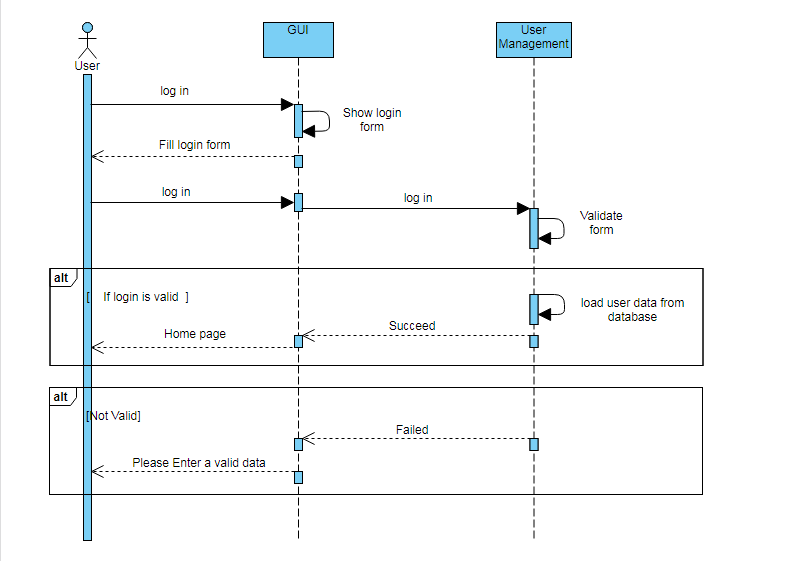 User
GUI
User
Management
log in
Show login
form
Fill login form
log in
log in
Validate
form
alt
[ If login is valid ]
load user data from
database
Succeed
Home page
alt
[Not Valid]
Failed
Please Enter a valid data